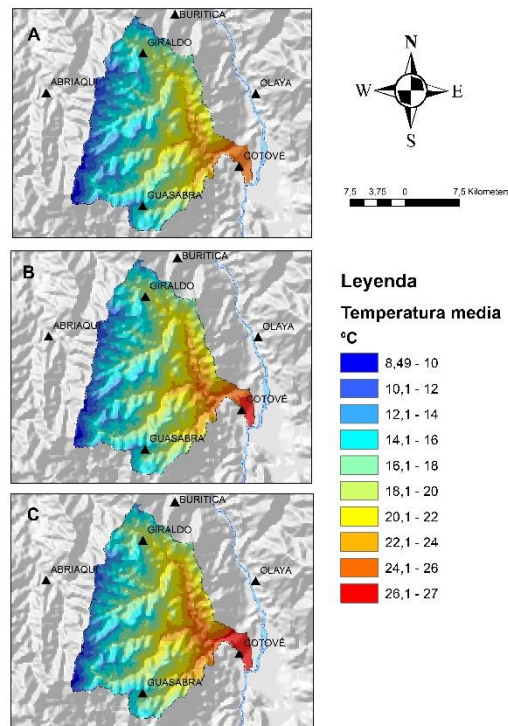 A
BURITICA
GIRALDO
ABRIAQUI
OLAYA
COTOVÉ
GUASABRA
B
BURITICA
GIRALDO
ABRIAQUI
OLAYA
COTOVÉ
GUASABRA
C
BURITICA
GIRALDO
ABRIAQUI
OLAYA
COTOVÉ
GUASABRA
N
W E
S
7,5 3,75 0 7,5 Kilometers
Leyenda
Temperatura media
ºC
8,49 - 10
10,1 - 12
12,1 - 14
14,1 - 16
16,1 - 18
18,1 - 20
20,1 - 22
22,1 - 24
24,1 - 26
26,1 - 27